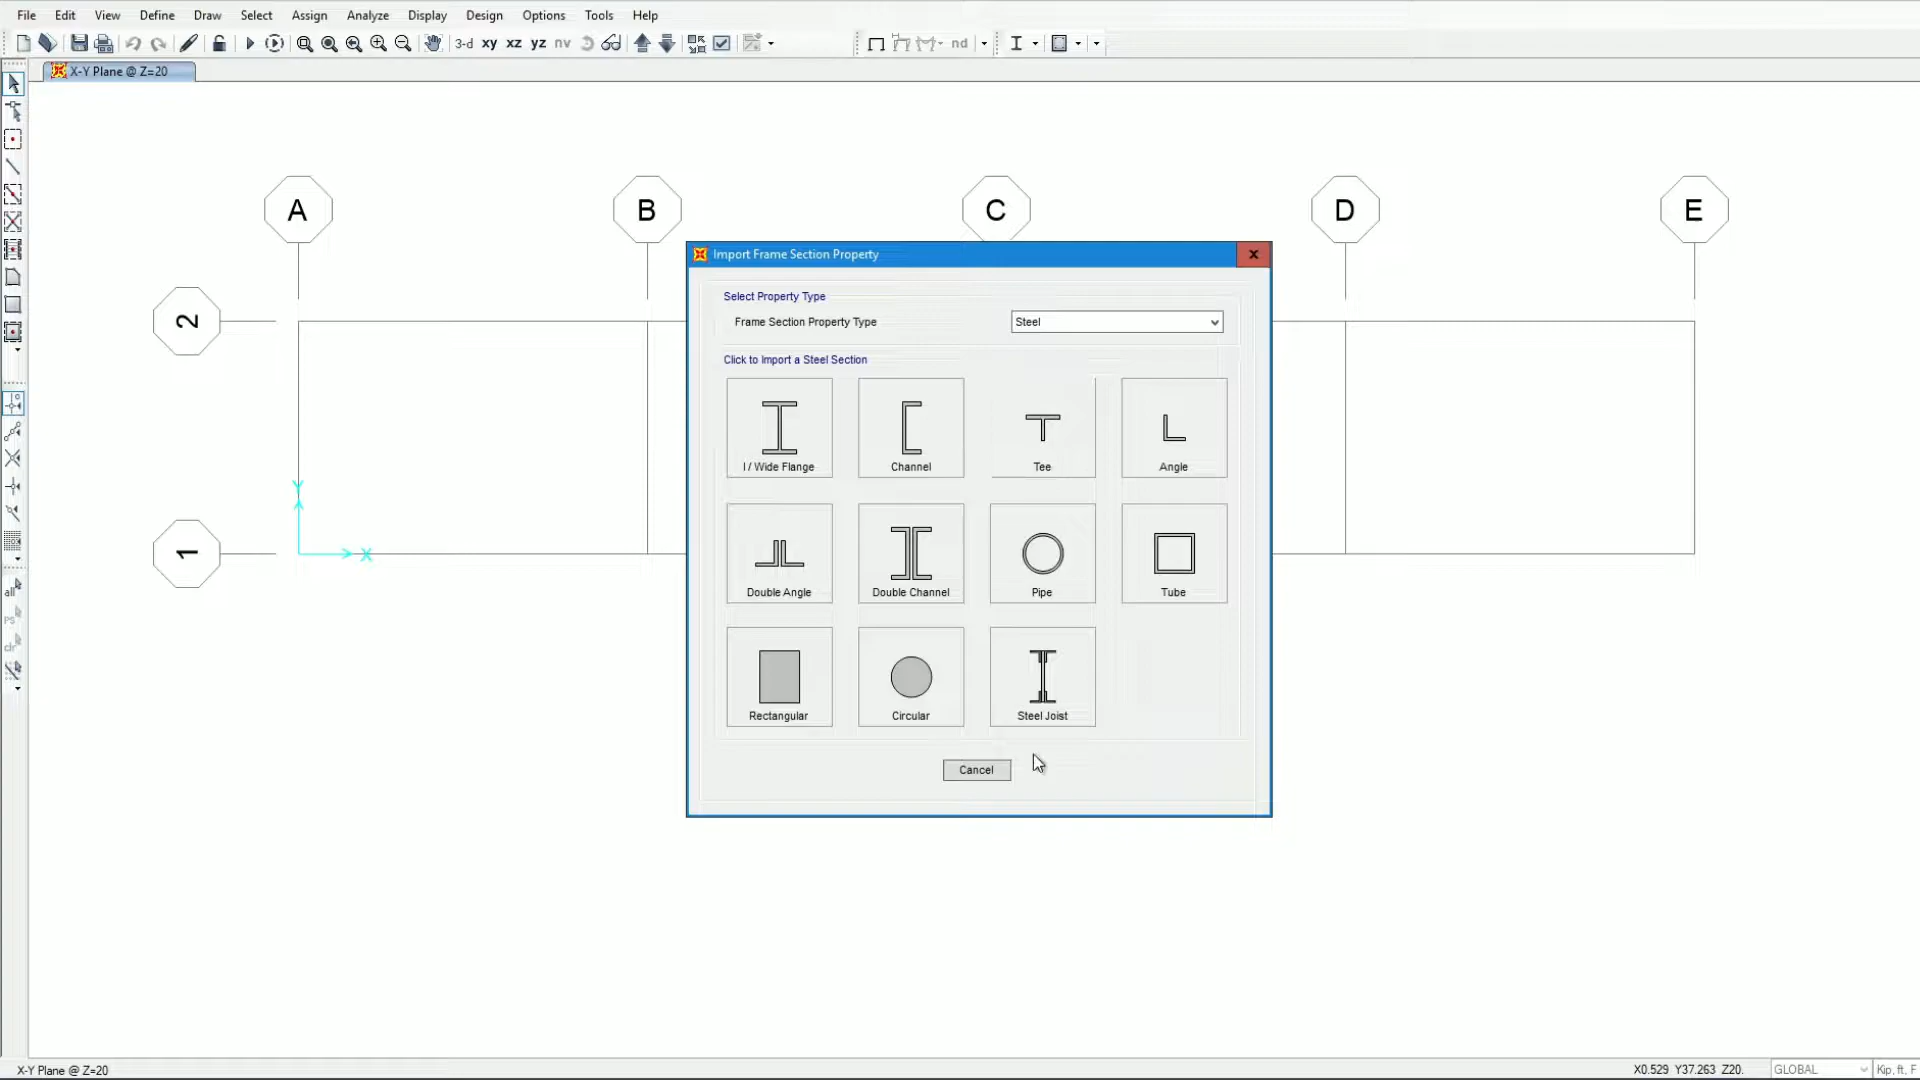 File Edit View Define Draw Select Assign Analyze Display Design Options Tools Help
3-d xy xz yz nv nd
X-Y Plane @ Z=20
A B C D E
Import Frame Section Property
Select Property Type
Frame Section Property Type Steel
Click to Import a Steel Section
I / Wide Flange Channel Tee Angle
Double Angle Double Channel Pipe Tube
Rectangular Circular Steel Joist
Cancel
2
1
Y
X
all
ps
clr
X-Y Plane @ Z=20 X0.529 Y37.263 Z20. GLOBAL Kip, ft, F